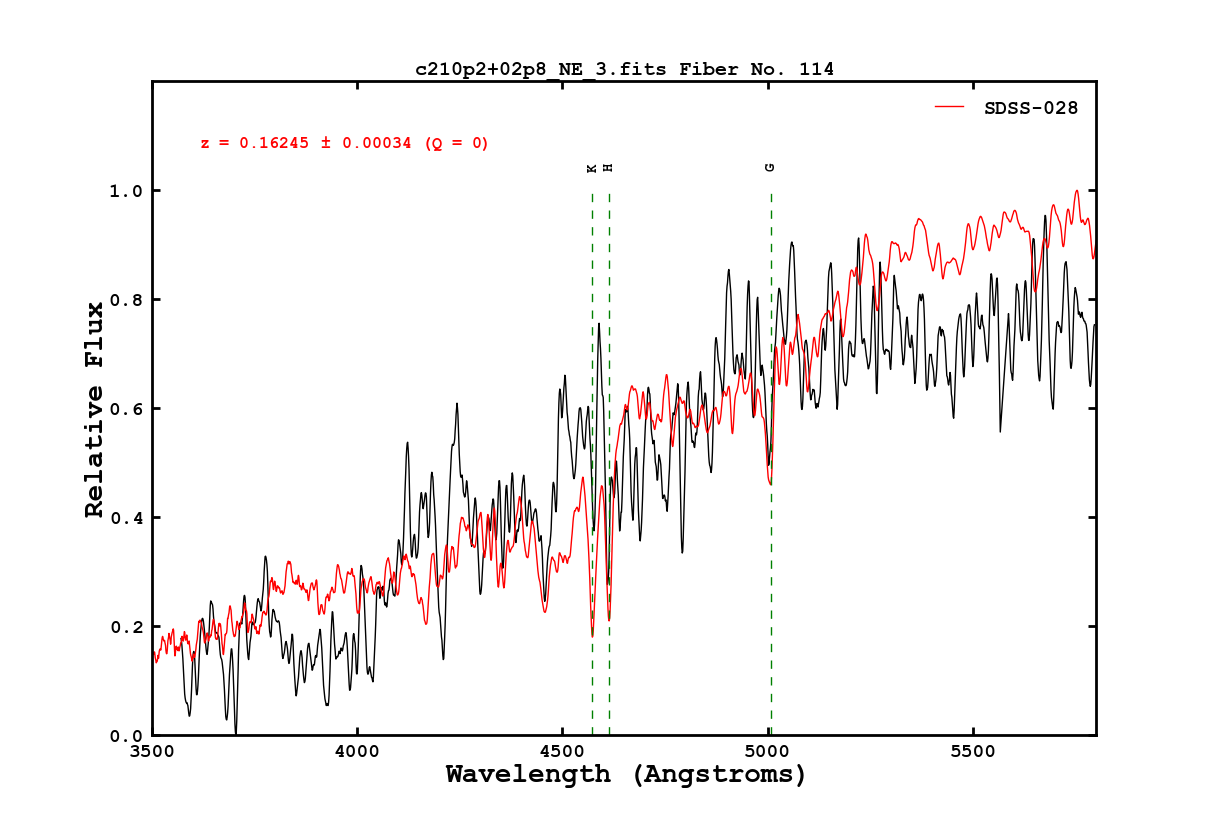 c210p2+02p8_NE_3.fits Fiber No. 114
SDSS-028
z = 0.16245 ± 0.00034 (Q = 0)
K H G
1.0
0.8
0.6
0.4
0.2
0.0
Relative Flux
3500 4000 4500 5000 5500
Wavelength (Angstroms)